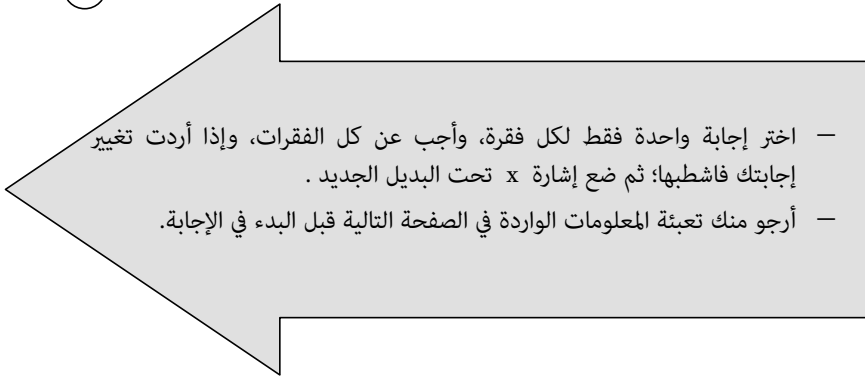 – اختر إجابة واحدة فقط لكل فقرة، وأجب عن كل الفقرات، وإذا أردت تغيير
إجابتك فاشطبها؛ ثم ضع إشارة x تحت البديل الجديد .
– أرجو منك تعبئة المعلومات الواردة في الصفحة التالية قبل البدء في الإجابة.